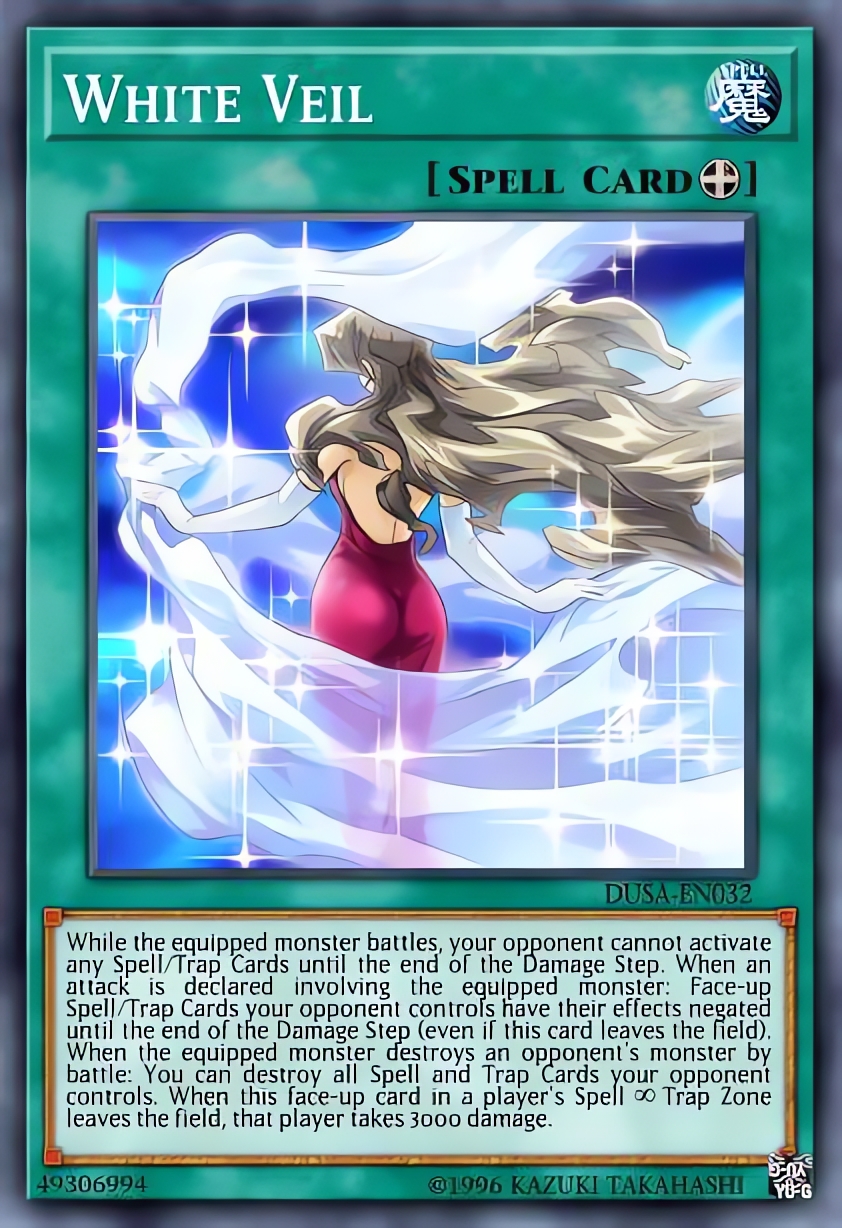 WHITE VEIL
魔
[SPELL CARD]
DUSA-EN032
While the equipped monster battles, your opponent cannot activate
any Spell/Trap Cards until the end of the Damage Step. When an
attack is declared involving the equipped monster: Face-up
Spell/Trap Cards your opponent controls have their effects negated
until the end of the Damage Step (even if this card leaves the field).
When the equipped monster destroys an opponent's monster by
battle: You can destroy all Spell and Trap Cards your opponent
controls. When this face-up card in a player's Spell ∞ Trap Zone
leaves the field, that player takes 3000 damage.
49306994
©1996 KAZUKI TAKAHASHI